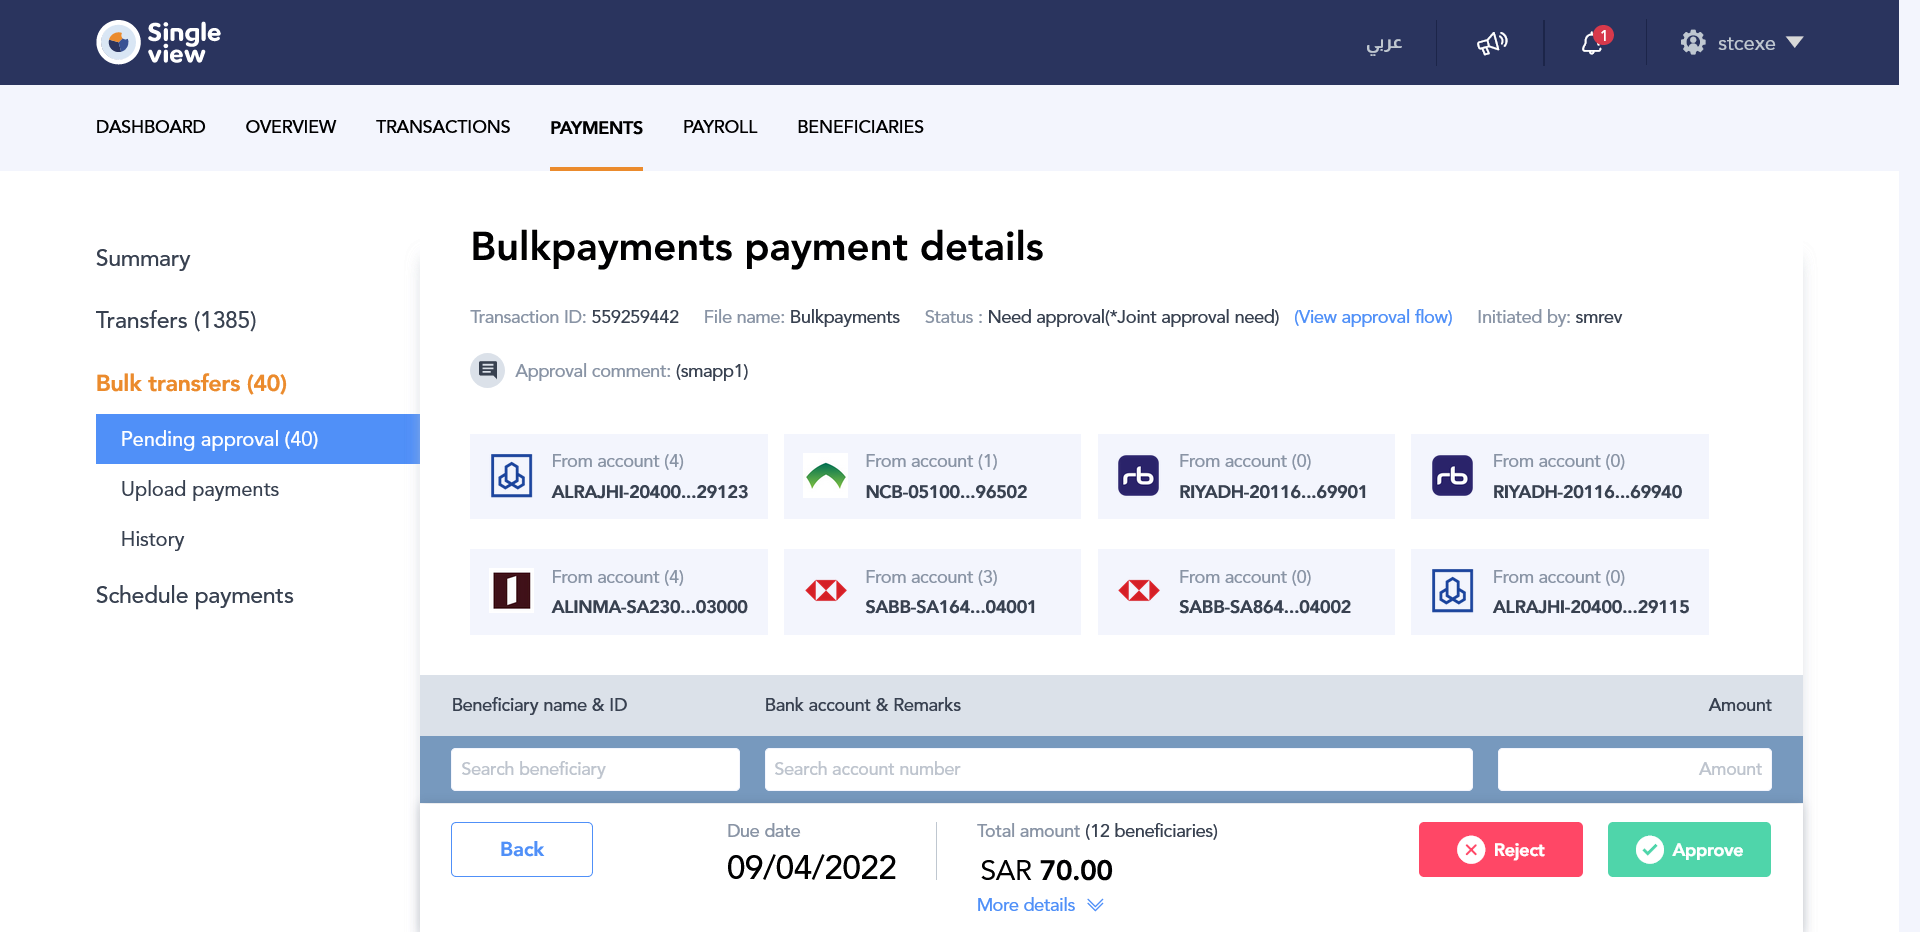 Single
view
عربي
1
stcexe
DASHBOARD OVERVIEW TRANSACTIONS PAYMENTS PAYROLL BENEFICIARIES
Summary
Transfers (1385)
Bulk transfers (40)
Pending approval (40)
Upload payments
History
Schedule payments
Bulkpayments payment details
Transaction ID: 559259442 File name: Bulkpayments Status : Need approval(*Joint approval need) (View approval flow) Initiated by: smrev
Approval comment: (smapp1)
From account (4)
ALRAJHI-20400...29123
From account (1)
NCB-05100...96502
rb
From account (0)
RIYADH-20116...69901
rb
From account (0)
RIYADH-20116...69940
From account (4)
ALINMA-SA230...03000
From account (3)
SABB-SA164...04001
From account (0)
SABB-SA864...04002
From account (0)
ALRAJHI-20400...29115
Beneficiary name & ID Bank account & Remarks Amount
Search beneficiary Search account number Amount
Back
Due date
09/04/2022
Total amount (12 beneficiaries)
SAR 70.00
More details
Reject
Approve